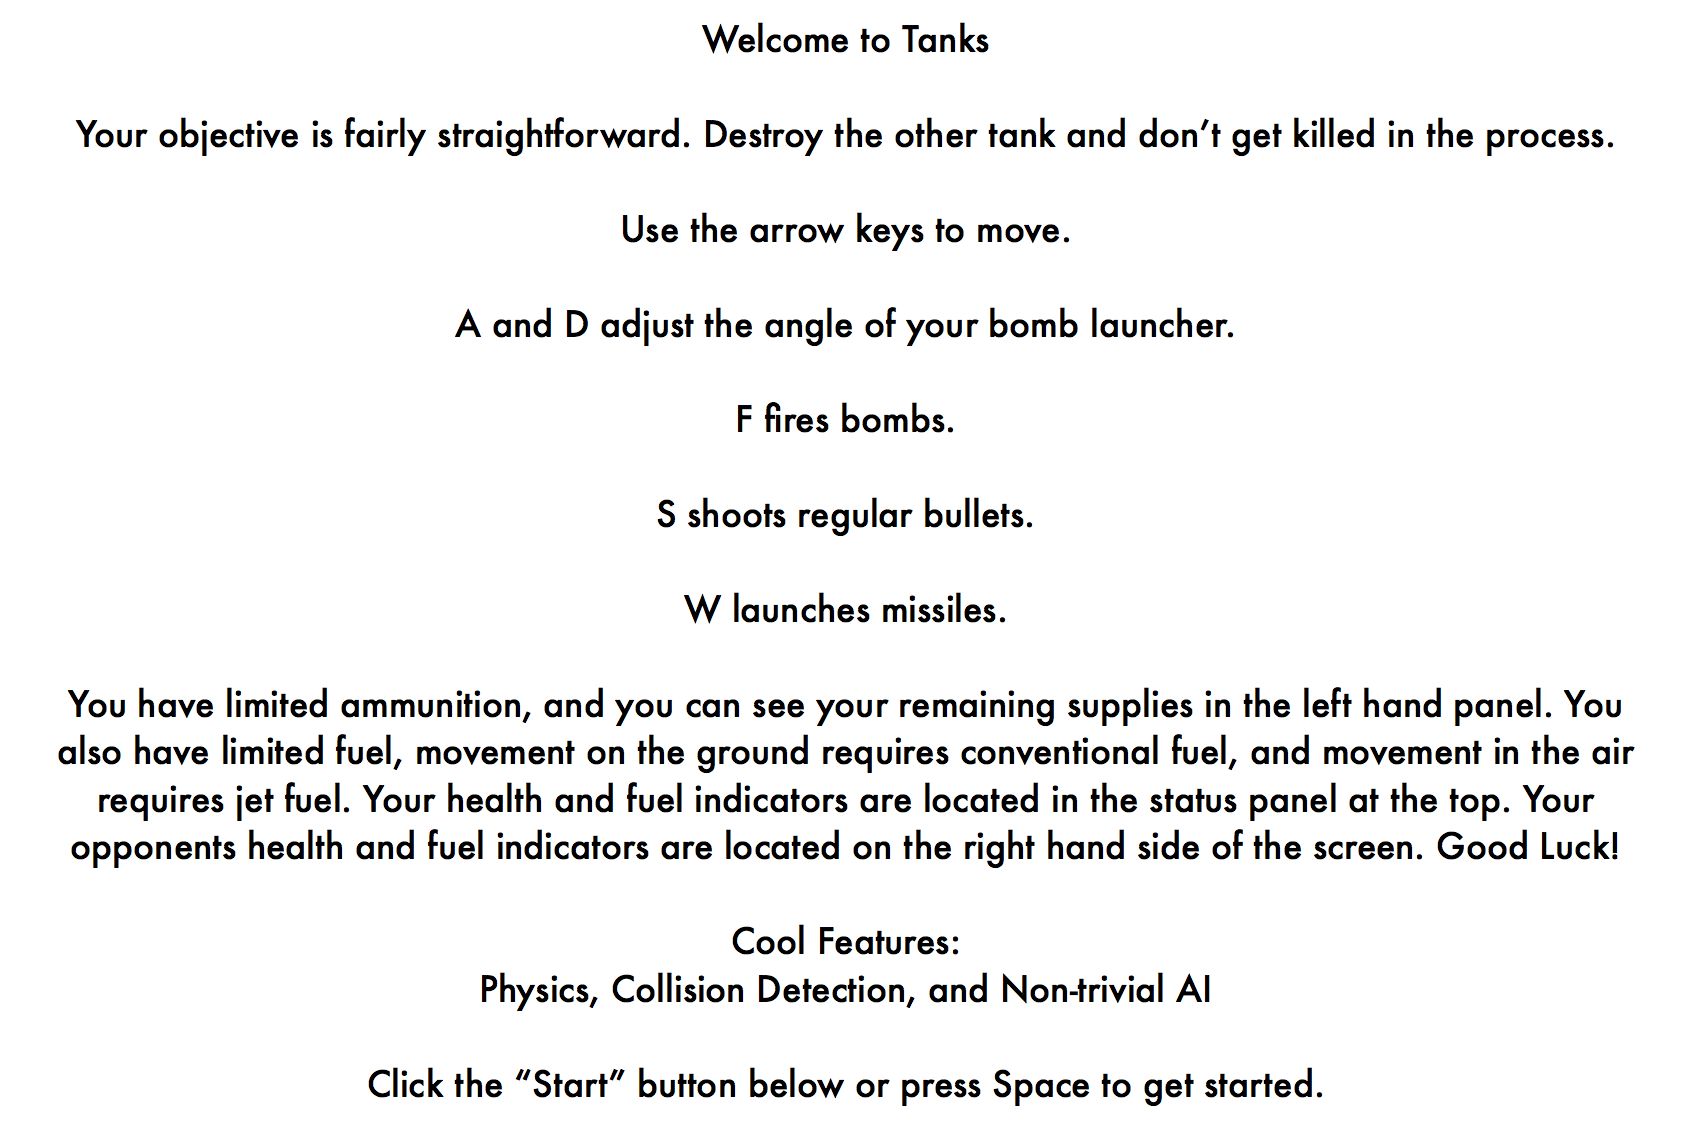 Welcome to Tanks
Your objective is fairly straightforward. Destroy the other tank and don’t get killed in the process.
Use the arrow keys to move.
A and D adjust the angle of your bomb launcher.
F fires bombs.
S shoots regular bullets.
W launches missiles.
You have limited ammunition, and you can see your remaining supplies in the left hand panel. You
also have limited fuel, movement on the ground requires conventional fuel, and movement in the air
requires jet fuel. Your health and fuel indicators are located in the status panel at the top. Your
opponents health and fuel indicators are located on the right hand side of the screen. Good Luck!
Cool Features:
Physics, Collision Detection, and Non-trivial AI
Click the “Start” button below or press Space to get started.